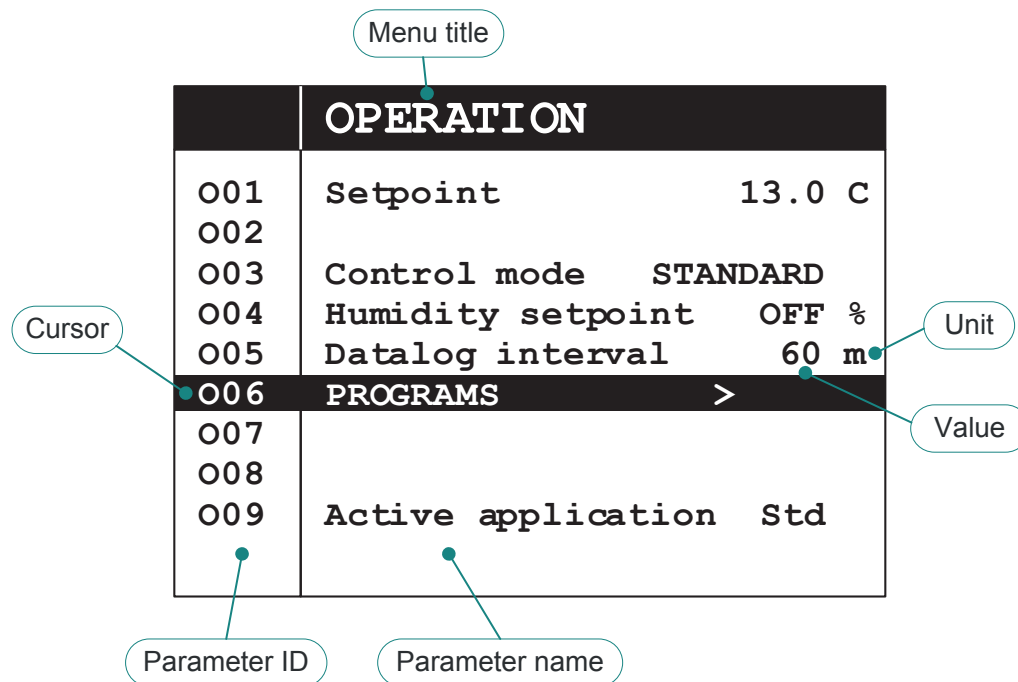 Menu title
OPERATION
O01 Setpoint 13.0 C
O02
O03 Control mode STANDARD
O04 Humidity setpoint OFF %
Cursor
Unit
O05 Datalog interval 60 m
O06 PROGRAMS >
Value
O07
O08
O09 Active application Std
Parameter ID
Parameter name